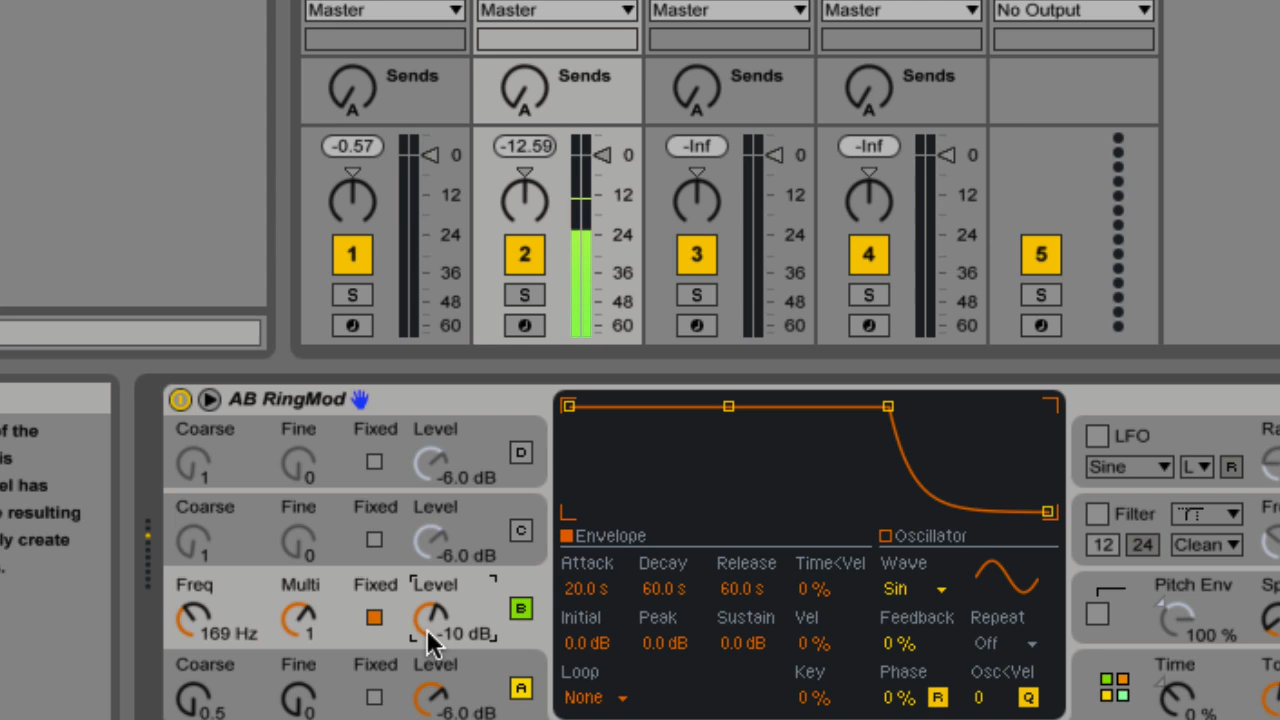 Master Master Master Master No Output
Sends Sends Sends Sends
A A A A
-0.57 -12.59 -Inf -Inf
0 0 0 0
12 12 12 12
24 24 24 24
1 2 3 4 5
36 36 36 36
S S S S S
48 48 48 48
60 60 60 60
of the
is
el has
resulting
ly create
AB RingMod
Coarse Fine Fixed Level
1 0 -6.0 dB D
Coarse Fine Fixed Level
1 0 -6.0 dB C
Freq Multi Fixed Level
169 Hz 1 -10 dB B
Coarse Fine Fixed Level
0.5 0 -6.0 dB A
Envelope Oscillator
Attack Decay Release Time<Vel Wave
20.0 s 60.0 s 60.0 s 0 % Sin
Initial Peak Sustain Vel Feedback Repeat
0.0 dB 0.0 dB 0.0 dB 0 % 0 % Off
Loop Key Phase Osc<Vel
None 0 % 0 % R 0 Q
LFO Ra
Sine L R
Filter Fr
12 24 Clean
Pitch Env Sp
100 %
Time To
0 %